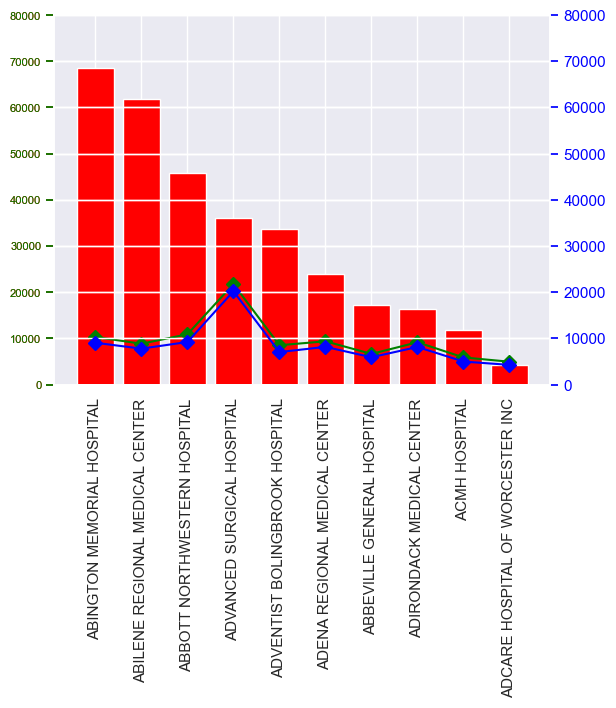 80000
70000
60000
50000
40000
30000
20000
10000
0
80000
70000
60000
50000
40000
30000
20000
10000
0
ABINGTON MEMORIAL HOSPITAL
ABILENE REGIONAL MEDICAL CENTER
ABBOTT NORTHWESTERN HOSPITAL
ADVANCED SURGICAL HOSPITAL
ADVENTIST BOLINGBROOK HOSPITAL
ADENA REGIONAL MEDICAL CENTER
ABBEVILLE GENERAL HOSPITAL
ADIRONDACK MEDICAL CENTER
ACMH HOSPITAL
ADCARE HOSPITAL OF WORCESTER INC